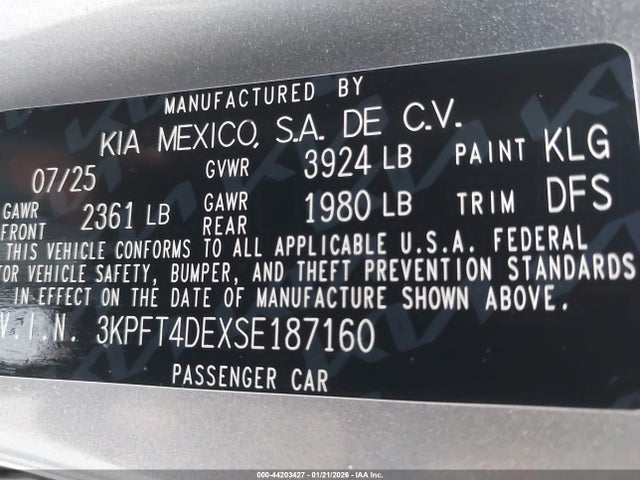 MANUFACTURED BY
KIA MEXICO, S.A. DE C.V.
07/25 GVWR 3924 LB PAINT KLG
GAWR FRONT 2361 LB GAWR REAR 1980 LB TRIM DFS
THIS VEHICLE CONFORMS TO ALL APPLICABLE U.S.A. FEDERAL
TOR VEHICLE SAFETY, BUMPER, AND THEFT PREVENTION STANDARDS
IN EFFECT ON THE DATE OF MANUFACTURE SHOWN ABOVE.
V.I.N. 3KPFT4DEXSE187160
PASSENGER CAR
000-44203427 - 01/21/2026 - IAA Inc.